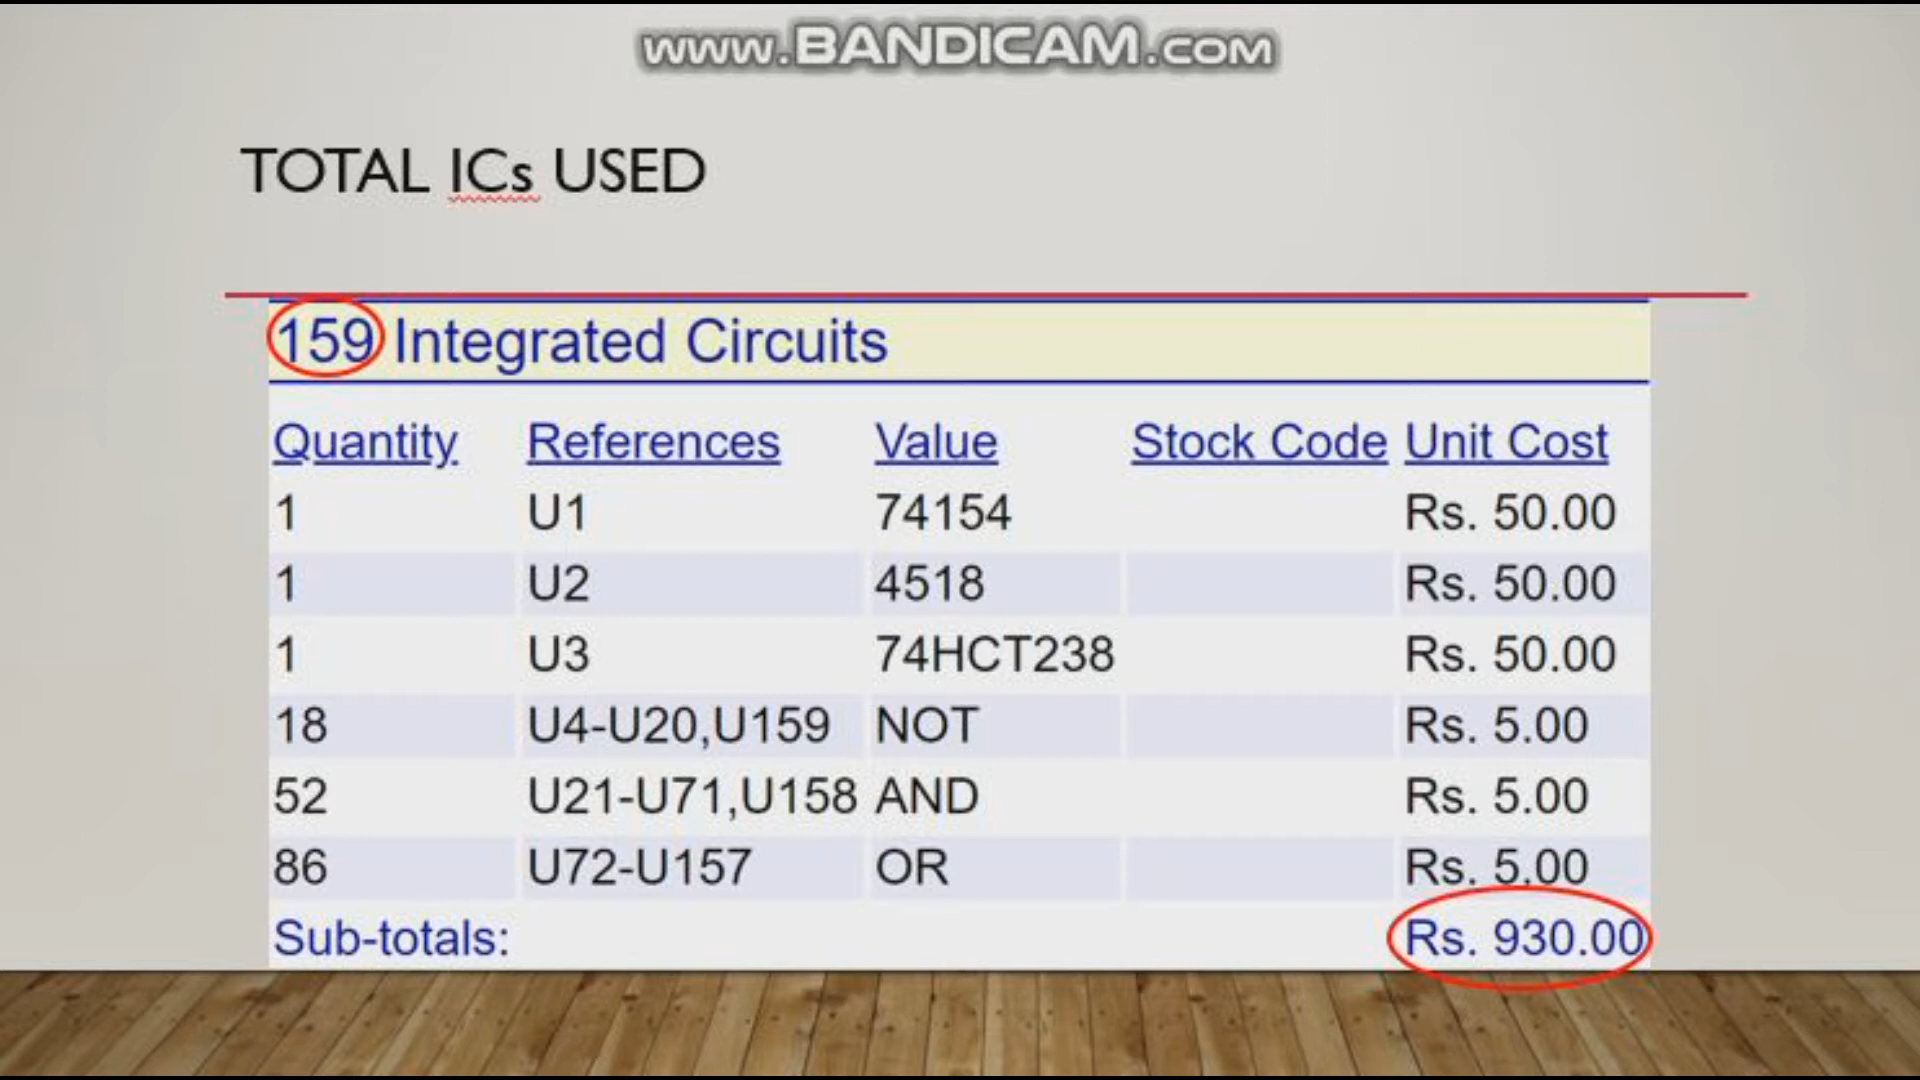 www.BANDICAM.COM
TOTAL ICs USED
159 Integrated Circuits
Quantity References Value Stock Code Unit Cost
1 U1 74154 Rs. 50.00
1 U2 4518 Rs. 50.00
1 U3 74HCT238 Rs. 50.00
18 U4-U20,U159 NOT Rs. 5.00
52 U21-U71,U158 AND Rs. 5.00
86 U72-U157 OR Rs. 5.00
Sub-totals: Rs. 930.00